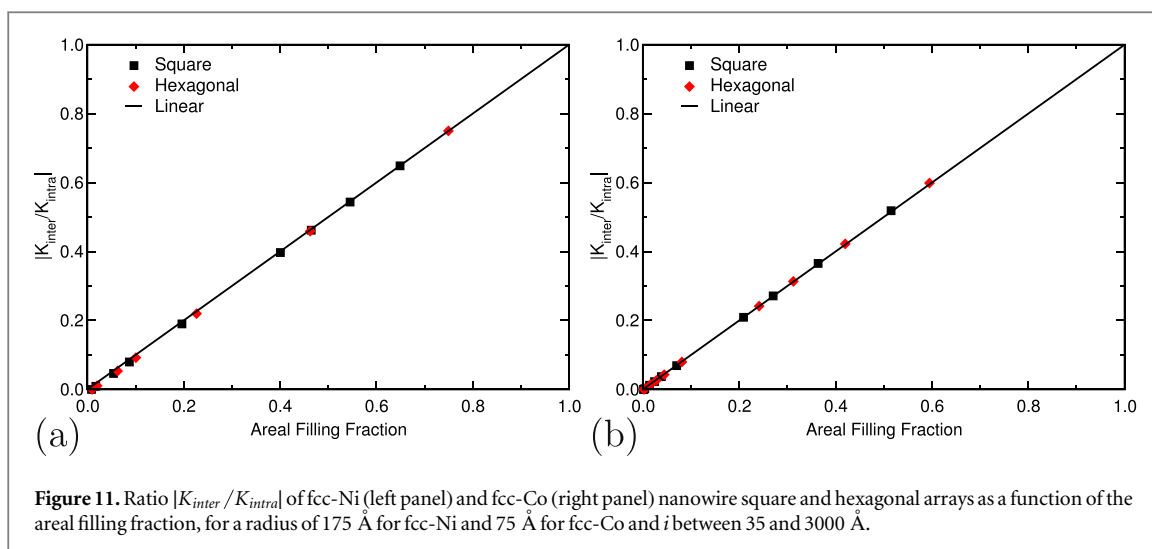 1.0
0.8
0.6
0.4
0.2
0.0
|K_inter/K_intra|
Square
Hexagonal
Linear
0.0 0.2 0.4 0.6 0.8 1.0
Areal Filling Fraction
(a)
1.0
0.8
0.6
0.4
0.2
0.0
|K_inter/K_intra|
Square
Hexagonal
Linear
0.0 0.2 0.4 0.6 0.8 1.0
Areal Filling Fraction
(b)
Figure 11. Ratio |K_inter/K_intra| of fcc-Ni (left panel) and fcc-Co (right panel) nanowire square and hexagonal arrays as a function of the
areal filling fraction, for a radius of 175 Å for fcc-Ni and 75 Å for fcc-Co and i between 35 and 3000 Å.